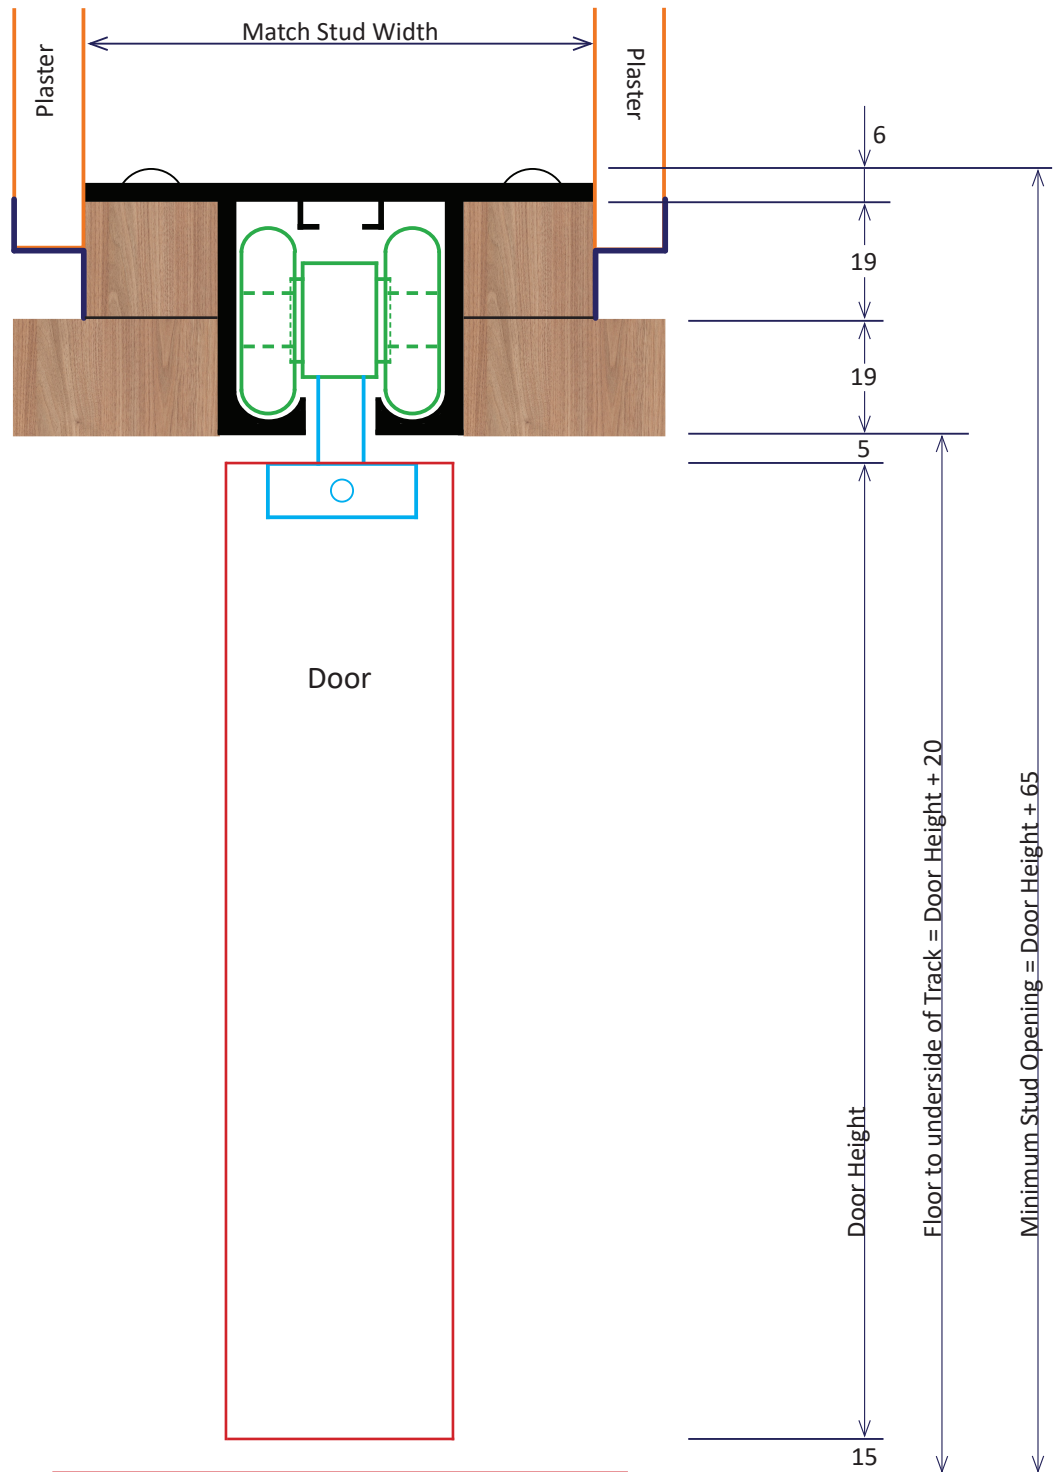 Match Stud Width
Plaster
Plaster
6
19
19
5
Door
Door Height
Floor to underside of Track = Door Height + 20
Minimum Stud Opening = Door Height + 65
15